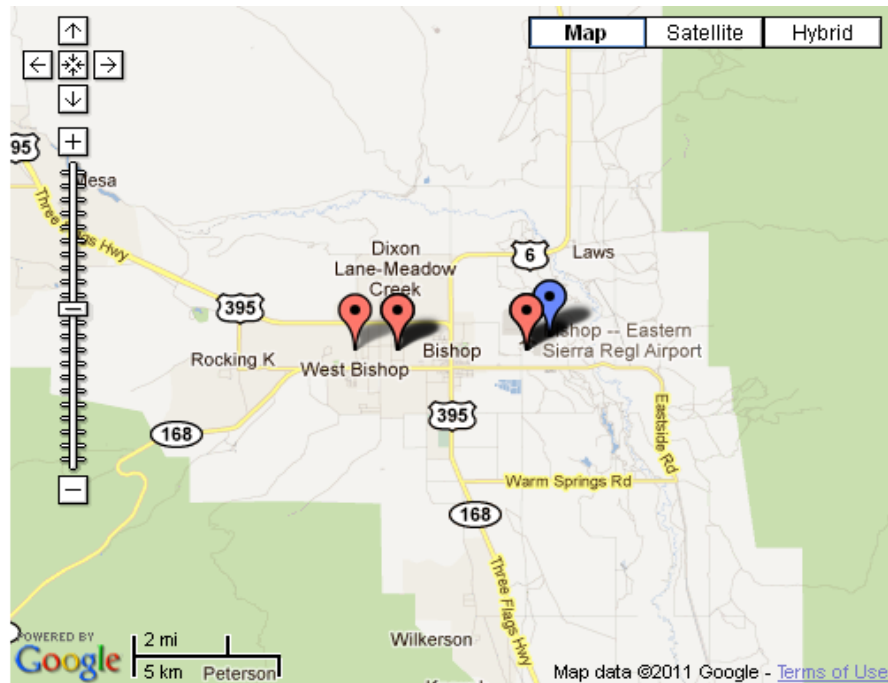 Map
Satellite
Hybrid
95
Mesa
Three Flags Hwy
Dixon
Lane-Meadow
Creek
6
Laws
395
Rocking K
West Bishop
Bishop
Bishop -- Eastern
Sierra Regl Airport
395
168
Eastside Rd
Warm Springs Rd
168
Three Flags Hwy
Wilkerson
POWERED BY
Google
2 mi
5 km
Peterson
Map data ©2011 Google - Terms of Use